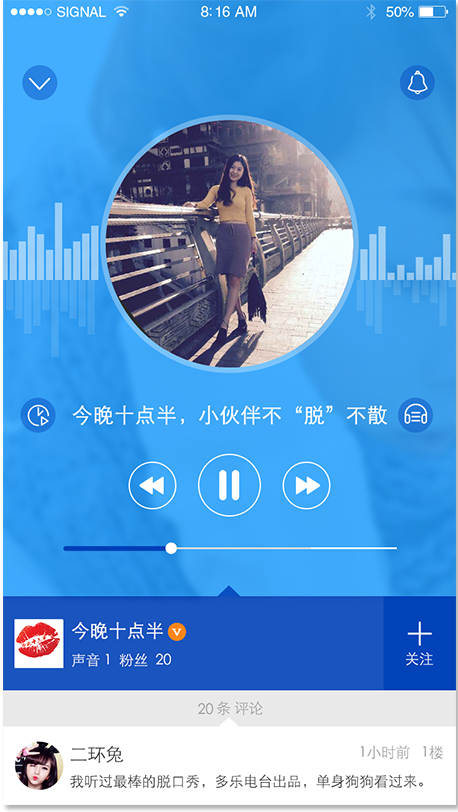 SIGNAL 8:16 AM 50%
今晚十点半，小伙伴不“脱”不散
今晚十点半 V
声音 1 粉丝 20
关注
20 条 评论
二环兔 1小时前 1楼
我听过最棒的脱口秀，多乐电台出品，单身狗狗看过来。